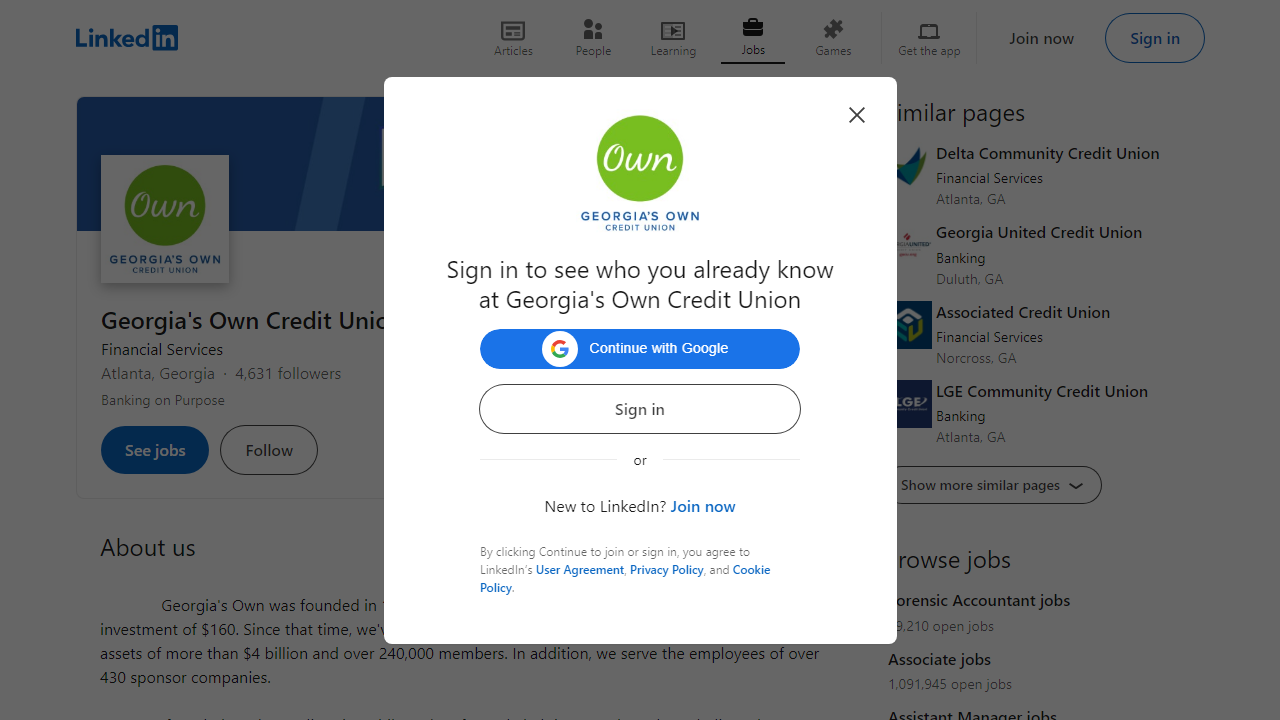 Linked in
Articles
People
Learning
Jobs
Games
Get the app
Join now
Sign in
Own
GEORGIA'S OWN
CREDIT UNION
Georgia's Own Credit
Financial Services
Atlanta, Georgia · 4,631 followers
Banking on Purpose
See jobs
Follow
About us
Georgia's Own was founded in
investment of $160. Since that time, we'v
assets of more than $4 billion and over 240,000 members. In addition, we serve the employees of over
430 sponsor companies.
Own
GEORGIA'S OWN
CREDIT UNION
Sign in to see who you already know
at Georgia's Own Credit Union
Continue with Google
Sign in
or
New to LinkedIn? Join now
By clicking Continue to join or sign in, you agree to
LinkedIn's User Agreement, Privacy Policy, and Cookie
Policy.
imilar pages
Delta Community Credit Union
Financial Services
Atlanta, GA
Georgia United Credit Union
Banking
Duluth, GA
Associated Credit Union
Financial Services
Norcross, GA
LGE
LGE Community Credit Union
Banking
Atlanta, GA
Show more similar pages
rowse jobs
orensic Accountant jobs
9,210 open jobs
Associate jobs
1,091,945 open jobs
Assistant Manager jobs